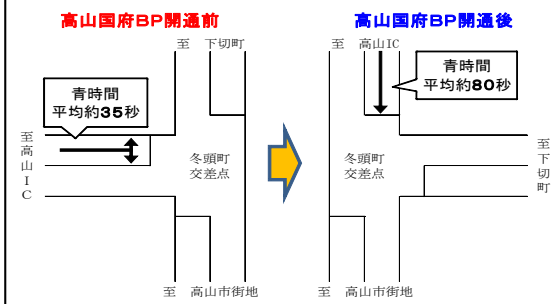 高山国府BP開通前
至 下切町
青時間
平均約35秒
至高山IC
冬頭町
交差点
至 高山市街地
高山国府BP開通後
至 高山IC
青時間
平均約80秒
冬頭町
交差点
至下切町
至 高山市街地